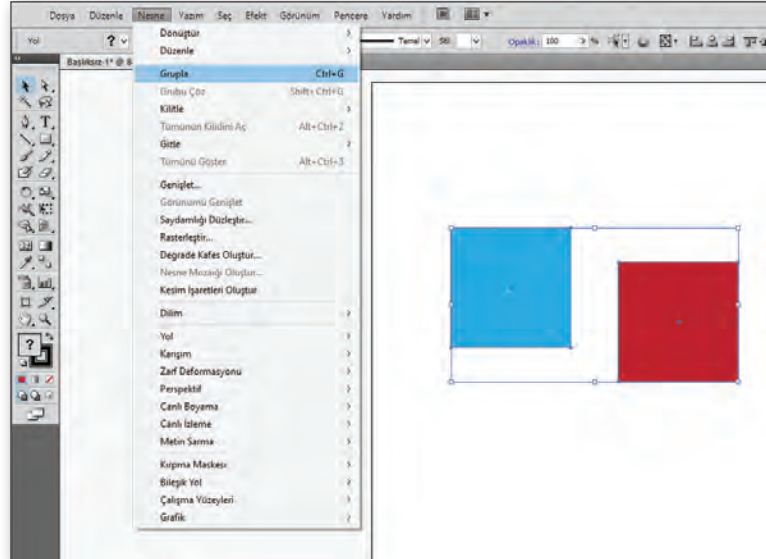 Dosya Düzenle Nesne Yazım Seç Efekt Görünüm Pencere Yardım
Yol ? Temel Stil Opaklık: 100 %
Başlıksız-1* @ 8
Dönüştür
Düzenle
Grupla Ctrl+G
Grubu Çöz Shift+Ctrl+G
Kilitle
Tümünün Kilidini Aç Alt+Ctrl+2
Gizle
Tümünü Göster Alt+Ctrl+3
Genişlet...
Görünümü Genişlet
Saydamlığı Düzleştir...
Rasterleştir...
Degrade Kafes Oluştur...
Nesne Mozaiği Oluştur...
Kesim İşaretleri Oluştur
Dilim
Yol
Karışım
Zarf Deformasyonu
Perspektif
Canlı Boyama
Canlı İzleme
Metin Sarma
Kırpma Maskesi
Bileşik Yol
Çalışma Yüzeyleri
Grafik
?